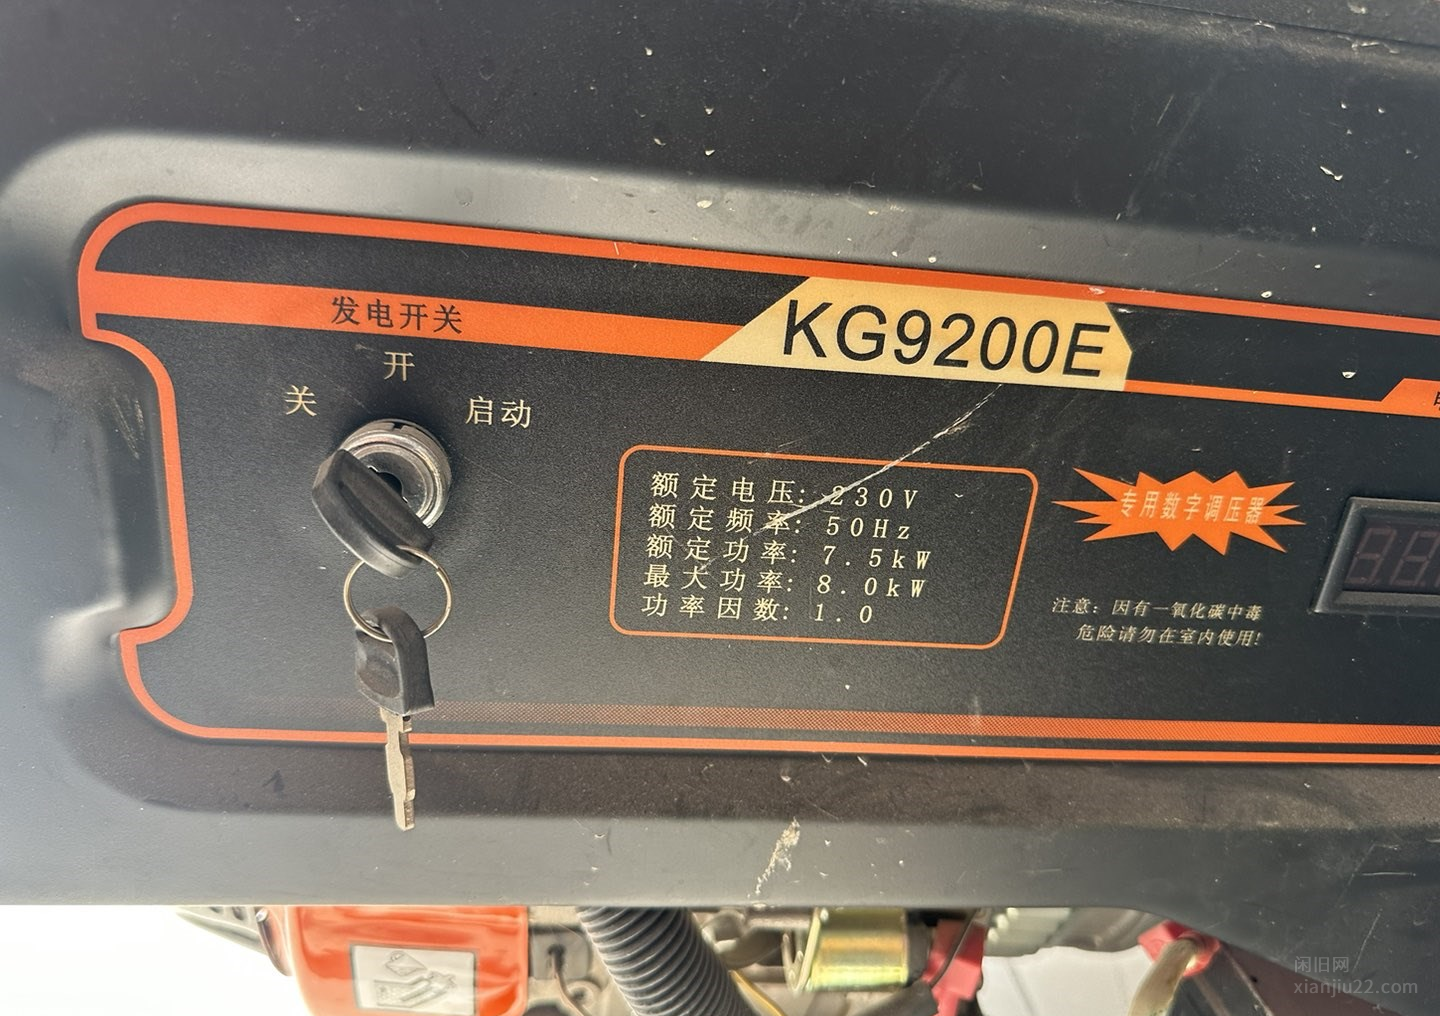 发电开关
KG9200E
关
开
启动
额定电压: 230V
额定频率: 50Hz
额定功率: 7.5kW
最大功率: 8.0kW
功率因数: 1.0
专用数字调压器
注意：因有一氧化碳中毒
危险请勿在室内使用!
闲旧网
xianjiu22.com